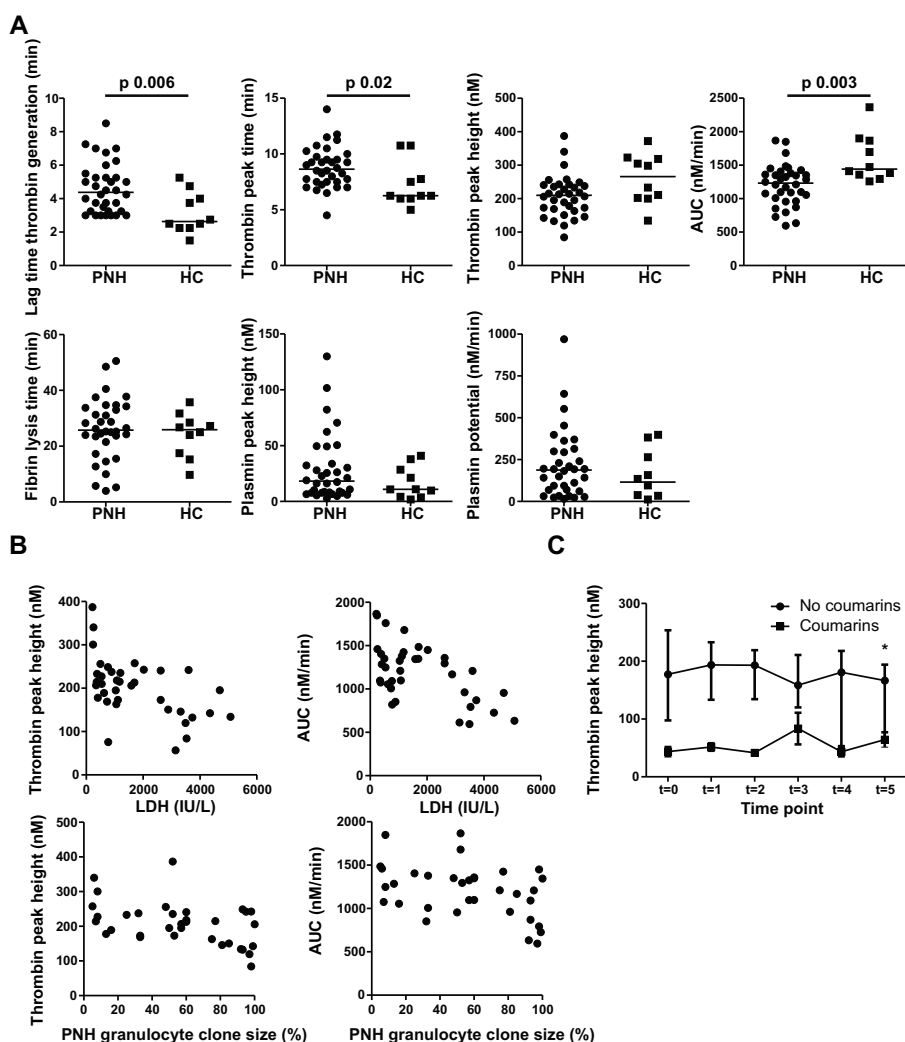 A
Lag time thrombin generation (min)
p 0.006
10
8
6
4
2
0
PNH HC
Thrombin peak time (min)
p 0.02
15
10
5
0
PNH HC
Thrombin peak height (nM)
500
400
300
200
100
0
PNH HC
AUC (nM/min)
p 0.003
2500
2000
1500
1000
500
0
PNH HC
Fibrin lysis time (min)
60
40
20
0
PNH HC
Plasmin peak height (nM)
150
100
50
0
PNH HC
Plasmin potential (nM/min)
1000
750
500
250
0
PNH HC
B
Thrombin peak height (nM)
400
300
200
100
0
0 2000 4000 6000
LDH (IU/L)
AUC (nM/min)
2000
1500
1000
500
0
0 2000 4000 6000
LDH (IU/L)
Thrombin peak height (nM)
500
400
300
200
100
0
0 20 40 60 80 100
PNH granulocyte clone size (%)
AUC (nM/min)
2000
1500
1000
500
0
0 20 40 60 80 100
PNH granulocyte clone size (%)
C
Thrombin peak height (nM)
300
200
100
0
No coumarins
Coumarins
*
t=0 t=1 t=2 t=3 t=4 t=5
Time point